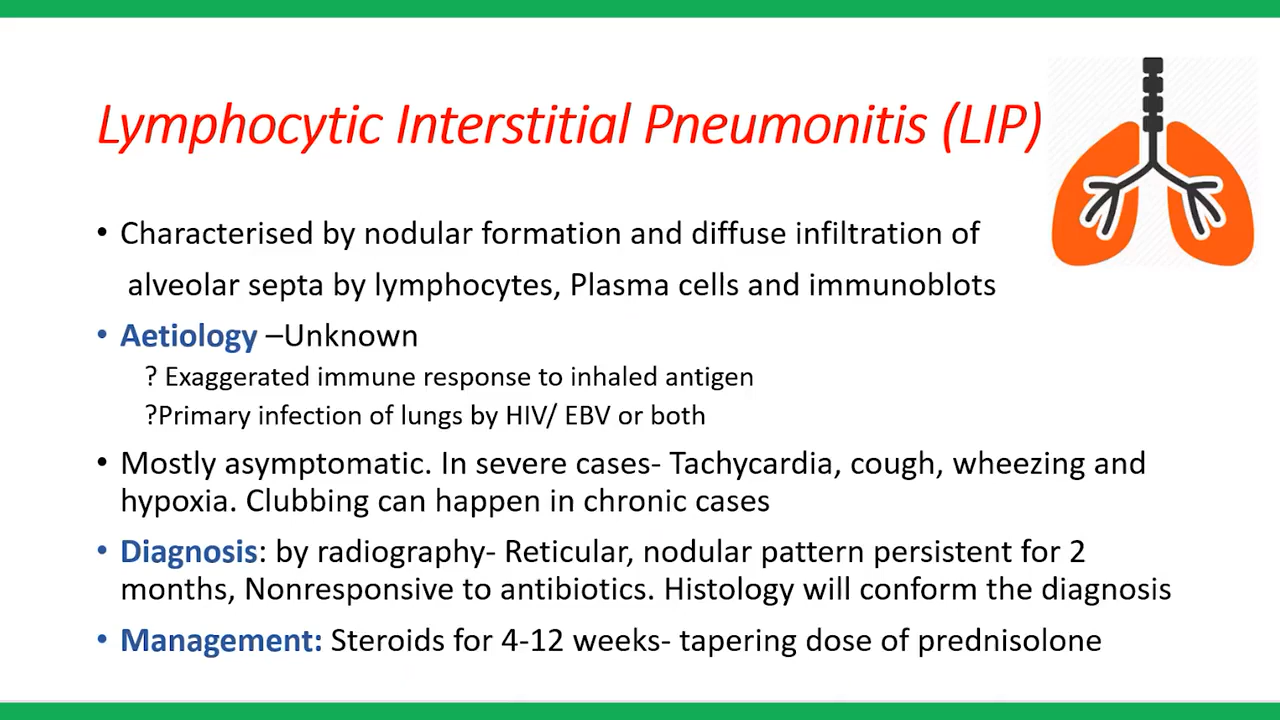 Lymphocytic Interstitial Pneumonitis (LIP)
• Characterised by nodular formation and diffuse infiltration of
alveolar septa by lymphocytes, Plasma cells and immunoblots
• Aetiology –Unknown
? Exaggerated immune response to inhaled antigen
?Primary infection of lungs by HIV/ EBV or both
• Mostly asymptomatic. In severe cases- Tachycardia, cough, wheezing and
hypoxia. Clubbing can happen in chronic cases
• Diagnosis: by radiography- Reticular, nodular pattern persistent for 2
months, Nonresponsive to antibiotics. Histology will conform the diagnosis
• Management: Steroids for 4-12 weeks- tapering dose of prednisolone